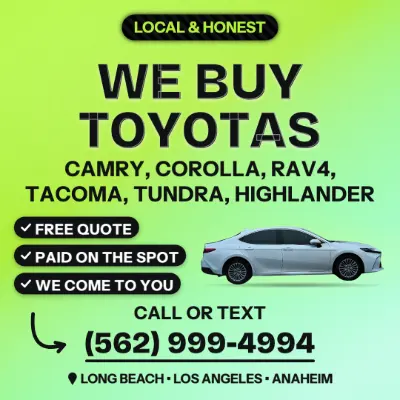 LOCAL & HONEST
WE BUY
TOYOTAS
CAMRY, COROLLA, RAV4,
TACOMA, TUNDRA, HIGHLANDER
✓ FREE QUOTE
✓ PAID ON THE SPOT
✓ WE COME TO YOU
CALL OR TEXT
(562) 999-4994
LONG BEACH • LOS ANGELES • ANAHEIM